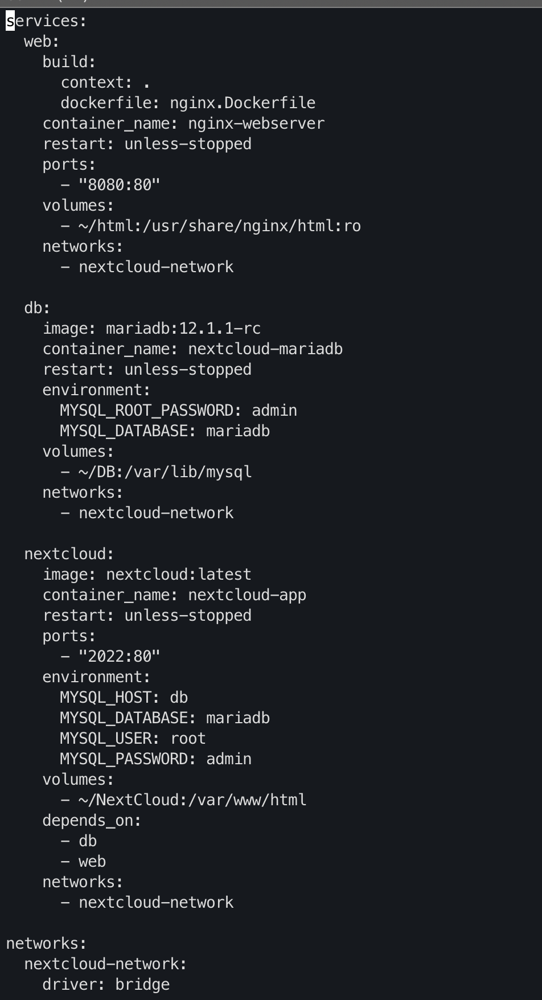 services:
  web:
    build:
      context: .
      dockerfile: nginx.Dockerfile
    container_name: nginx-webserver
    restart: unless-stopped
    ports:
      - "8080:80"
    volumes:
      - ~/html:/usr/share/nginx/html:ro
    networks:
      - nextcloud-network

  db:
    image: mariadb:12.1.1-rc
    container_name: nextcloud-mariadb
    restart: unless-stopped
    environment:
      MYSQL_ROOT_PASSWORD: admin
      MYSQL_DATABASE: mariadb
    volumes:
      - ~/DB:/var/lib/mysql
    networks:
      - nextcloud-network

  nextcloud:
    image: nextcloud:latest
    container_name: nextcloud-app
    restart: unless-stopped
    ports:
      - "2022:80"
    environment:
      MYSQL_HOST: db
      MYSQL_DATABASE: mariadb
      MYSQL_USER: root
      MYSQL_PASSWORD: admin
    volumes:
      - ~/NextCloud:/var/www/html
    depends_on:
      - db
      - web
    networks:
      - nextcloud-network

networks:
  nextcloud-network:
    driver: bridge